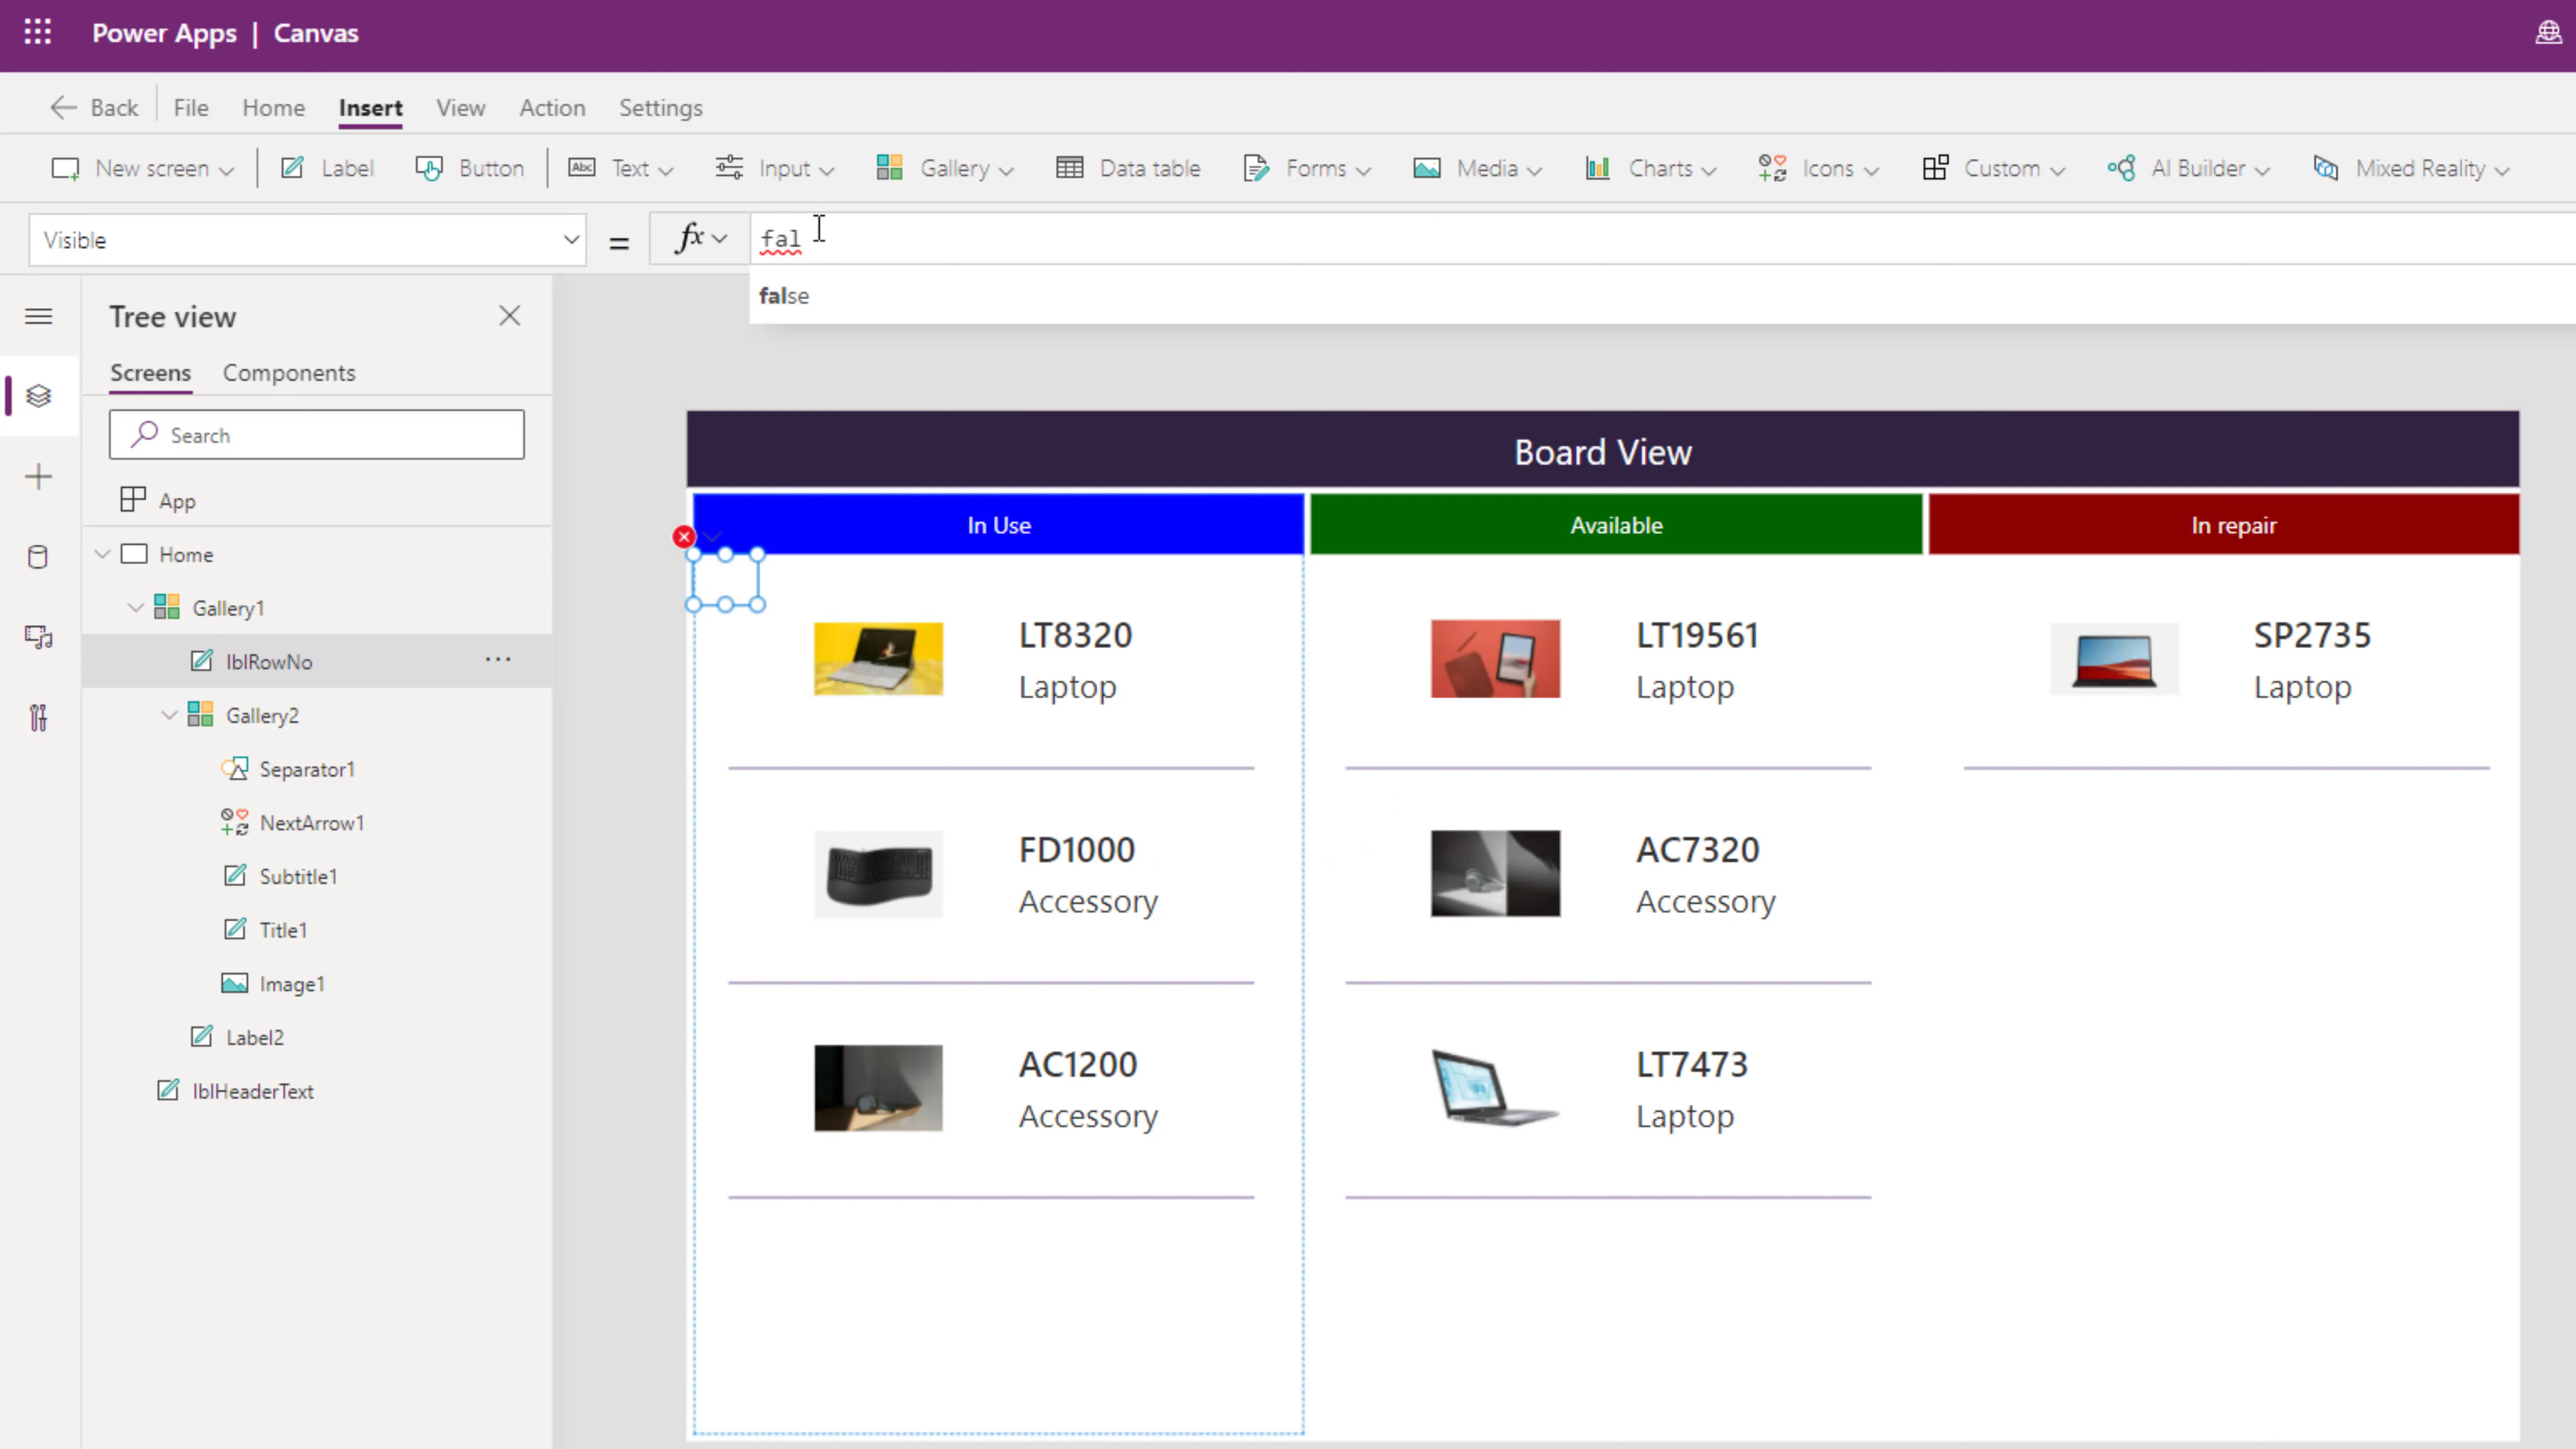 Power Apps | Canvas
Back File Home Insert View Action Settings
New screen Label Button Abc Text Input Gallery Data table Forms Media Charts Icons Custom AI Builder Mixed Reality
Visible = fx fal
false
Tree view
Screens Components
Search
App
Home
Gallery1
lblRowNo ...
Gallery2
Separator1
NextArrow1
Subtitle1
Title1
Image1
Label2
lblHeaderText
Board View
In Use Available In repair
LT8320 LT19561 SP2735
Laptop Laptop Laptop
FD1000 AC7320
Accessory Accessory
AC1200 LT7473
Accessory Laptop